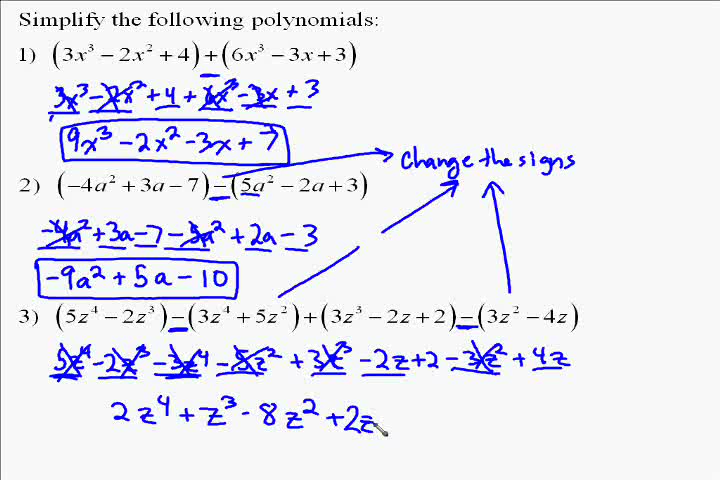 Simplify the following polynomials:
1) (3x³ − 2x² + 4) + (6x³ − 3x + 3)
3x³ − 2x² + 4 + 6x³ − 3x + 3
9x³ − 2x² − 3x + 7
Change the signs
2) (−4a² + 3a − 7) − (5a² − 2a + 3)
−4a² + 3a − 7 − 5a² + 2a − 3
−9a² + 5a − 10
3) (5z⁴ − 2z³) − (3z⁴ + 5z²) + (3z³ − 2z + 2) − (3z² − 4z)
5z⁴ − 2z³ − 3z⁴ − 5z² + 3z³ − 2z + 2 − 3z² + 4z
2z⁴ + z³ − 8z² + 2z